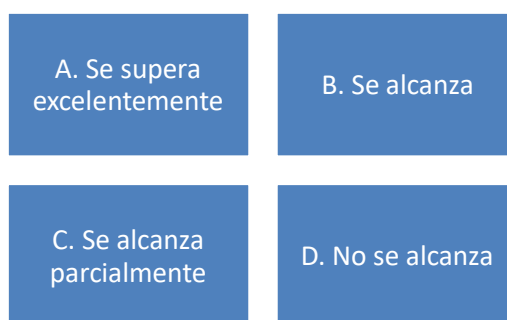 A. Se supera
excelentemente
B. Se alcanza
C. Se alcanza
parcialmente
D. No se alcanza